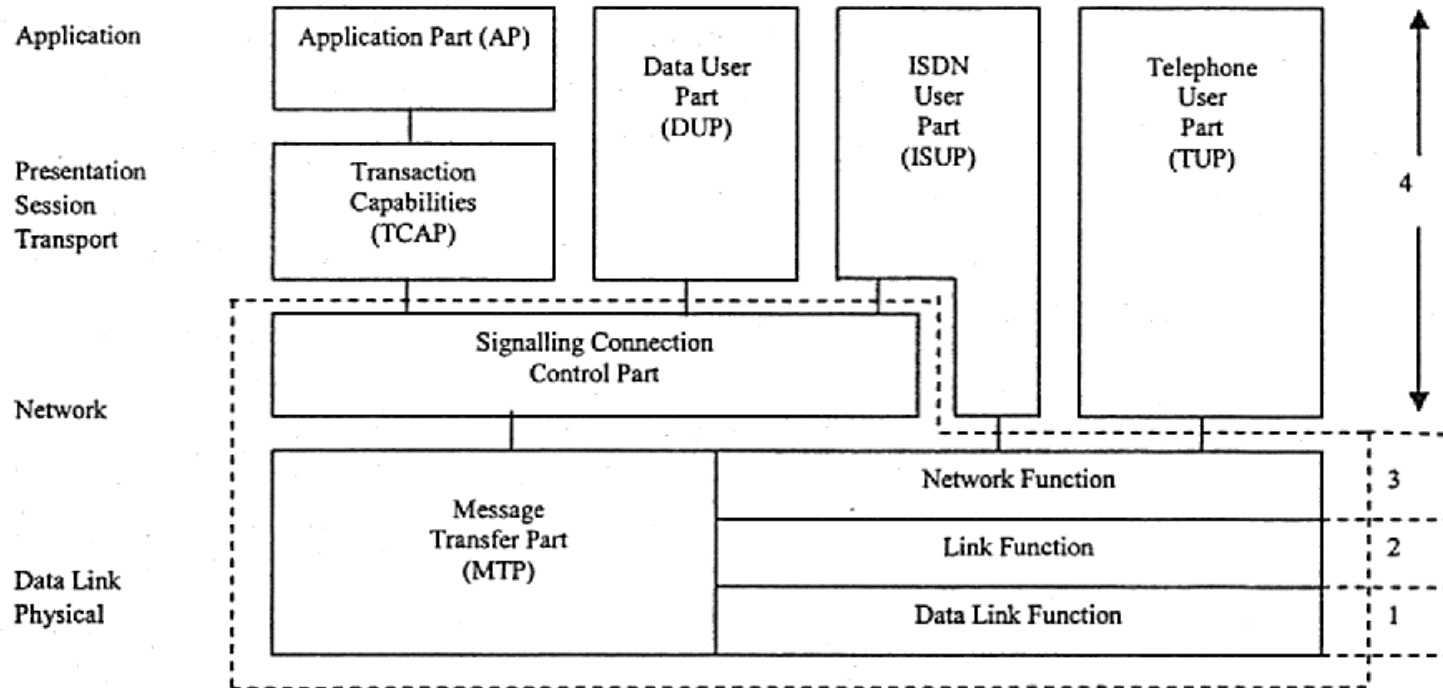 Application
Application Part (AP)
Data User
Part
(DUP)
ISDN
User
Part
(ISUP)
Telephone
User
Part
(TUP)
4
Presentation
Session
Transport
Transaction
Capabilities
(TCAP)
Signalling Connection
Control Part
Network
Message
Transfer Part
(MTP)
Network Function
3
Link Function
2
Data Link
Physical
Data Link Function
1